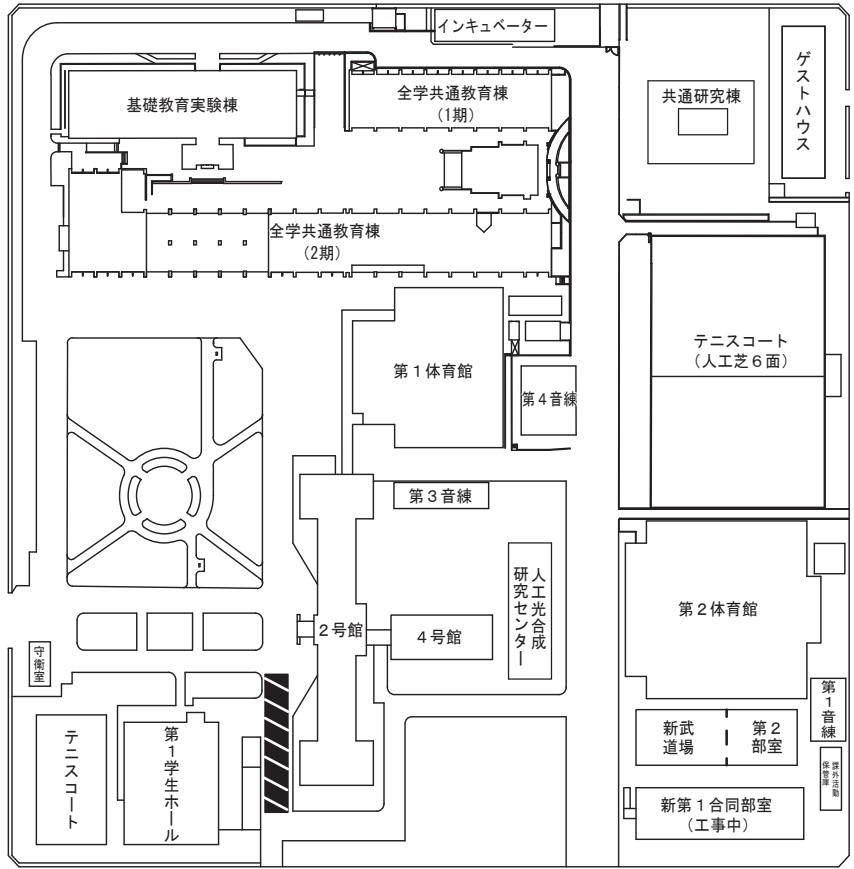 インキュベーター
基礎教育実験棟
全学共通教育棟
(1期)
共通研究棟
ゲストハウス
全学共通教育棟
(2期)
テニスコート
(人工芝6面)
第1体育館
第4音練
第3音練
人工光合成
研究センター
2号館
4号館
第2体育館
守衛室
テニスコート
第1学生ホール
新武
道場
第2
部室
第1音練
課外活動
保管庫
新第1合同部室
(工事中)